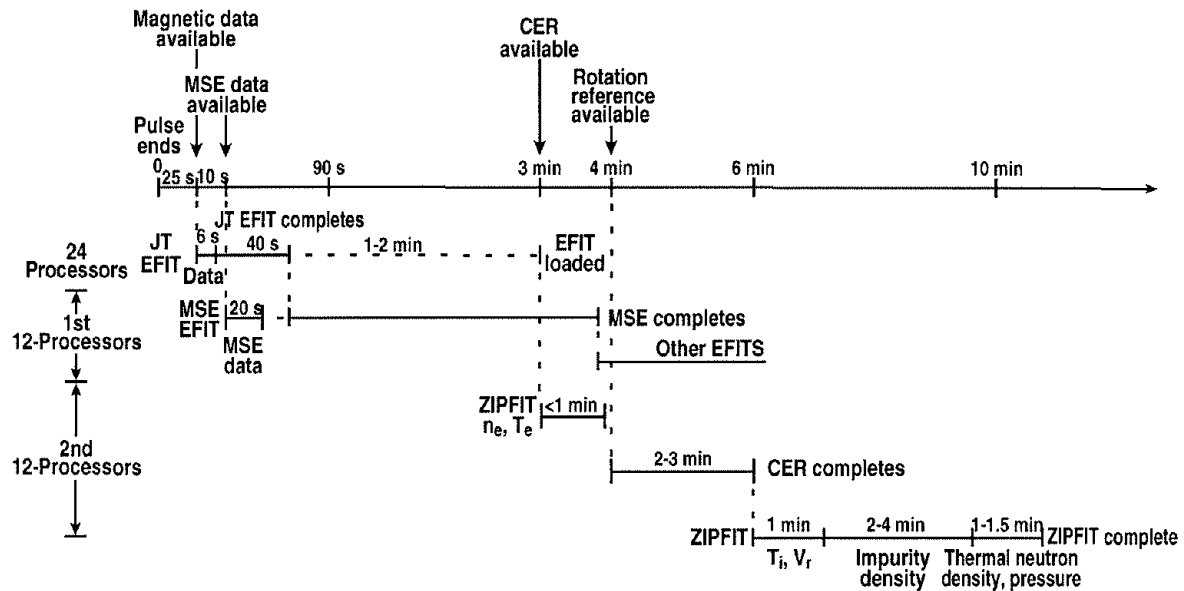 Magnetic data
available
MSE data
available
CER
available
Rotation
reference
available
Pulse
ends
0
25 s
10 s
90 s
3 min
4 min
6 min
10 min
JT EFIT completes
24
Processors
JT
EFIT
6 s
Data
40 s
1-2 min
EFIT
loaded
1st
12-Processors
MSE
EFIT
20 s
MSE
data
MSE completes
Other EFITS
ZIPFIT
ne, Te
<1 min
2nd
12-Processors
2-3 min
CER completes
ZIPFIT
1 min
2-4 min
1-1.5 min
ZIPFIT complete
Ti, Vr
Impurity
density
Thermal neutron
density, pressure